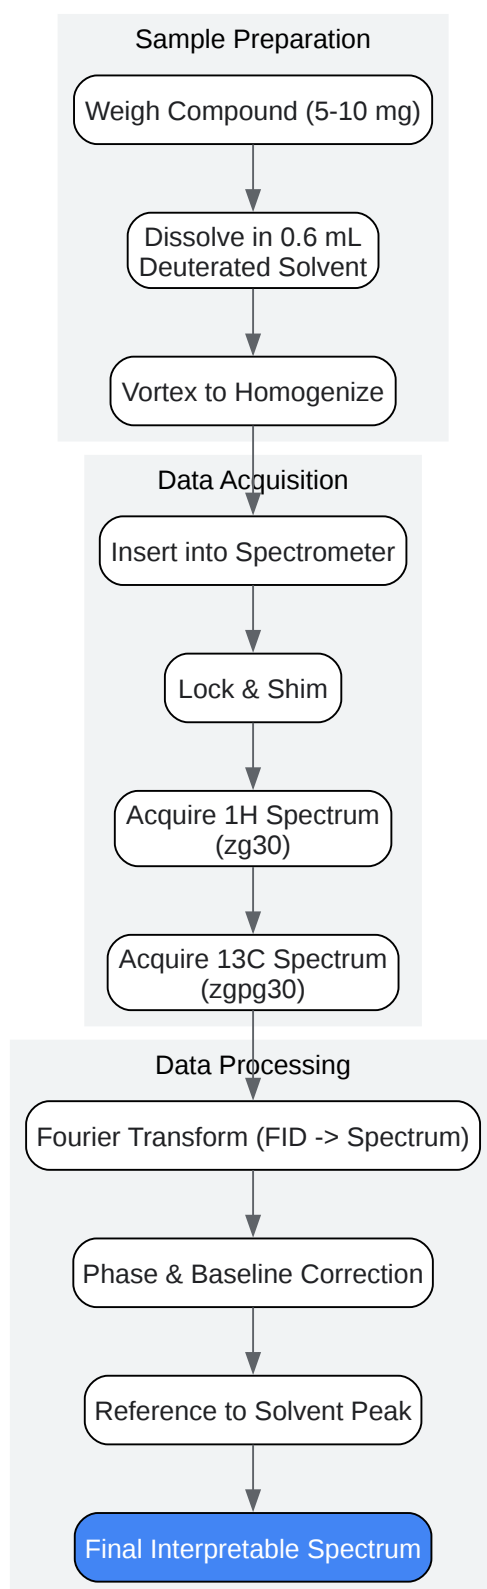 Sample Preparation
Weigh Compound (5-10 mg)
Dissolve in 0.6 mL
Deuterated Solvent
Vortex to Homogenize
Data Acquisition
Insert into Spectrometer
Lock & Shim
Acquire 1H Spectrum
(zg30)
Acquire 13C Spectrum
(zgpg30)
Data Processing
Fourier Transform (FID -> Spectrum)
Phase & Baseline Correction
Reference to Solvent Peak
Final Interpretable Spectrum